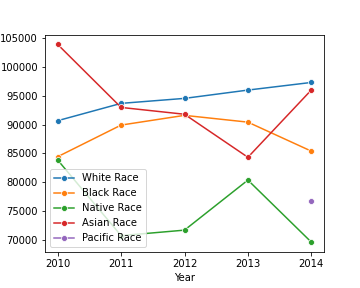 105000
100000
95000
90000
85000
80000
75000
70000
White Race
Black Race
Native Race
Asian Race
Pacific Race
2010 2011 2012 2013 2014
Year